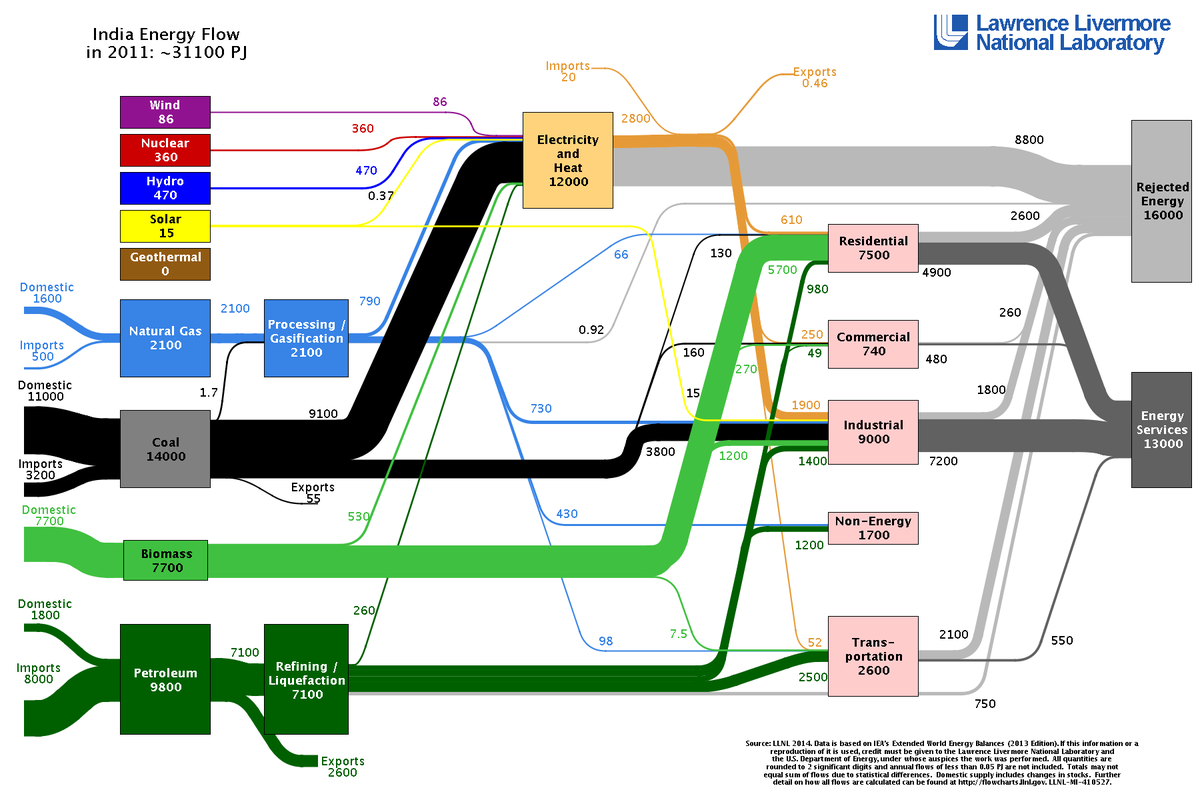 India Energy Flow
in 2011: ~31100 PJ
Lawrence Livermore
National Laboratory
Imports
20
Exports
0.46
2800
Wind
86
86
Nuclear
360
360
Hydro
470
470
0.37
Solar
15
Geothermal
0
Electricity
and
Heat
12000
8800
Rejected
Energy
16000
2600
610
Residential
7500
4900
66
130
5700
980
Domestic
1600
Imports
500
Natural Gas
2100
2100
Processing /
Gasification
2100
790
0.92
260
250
49
Commercial
740
480
160
270
Domestic
11000
Imports
3200
1.7
Coal
14000
9100
Exports
55
730
15
1800
1900
Industrial
9000
7200
3800
1200
1400
Energy
Services
13000
Domestic
7700
Biomass
7700
530
430
Non-Energy
1700
1200
Domestic
1800
Imports
8000
Petroleum
9800
7100
Refining /
Liquefaction
7100
260
98
7.5
52
2500
Trans-
portation
2600
2100
550
750
Exports
2600
Source: LLNL 2014. Data is based on IEA's Extended World Energy Balances (2013 Edition). If this information or a
reproduction of it is used, credit must be given to the Lawrence Livermore National Laboratory and
the U.S. Department of Energy, under whose auspices the work was performed. All quantities are
rounded to 2 significant digits and annual flows of less than 0.05 PJ are not included. Totals may not
equal sum of flows due to statistical differences. Domestic supply includes changes in stocks. Further
detail on how all flows are calculated can be found at http://flowcharts.llnl.gov. LLNL-MI-410527.